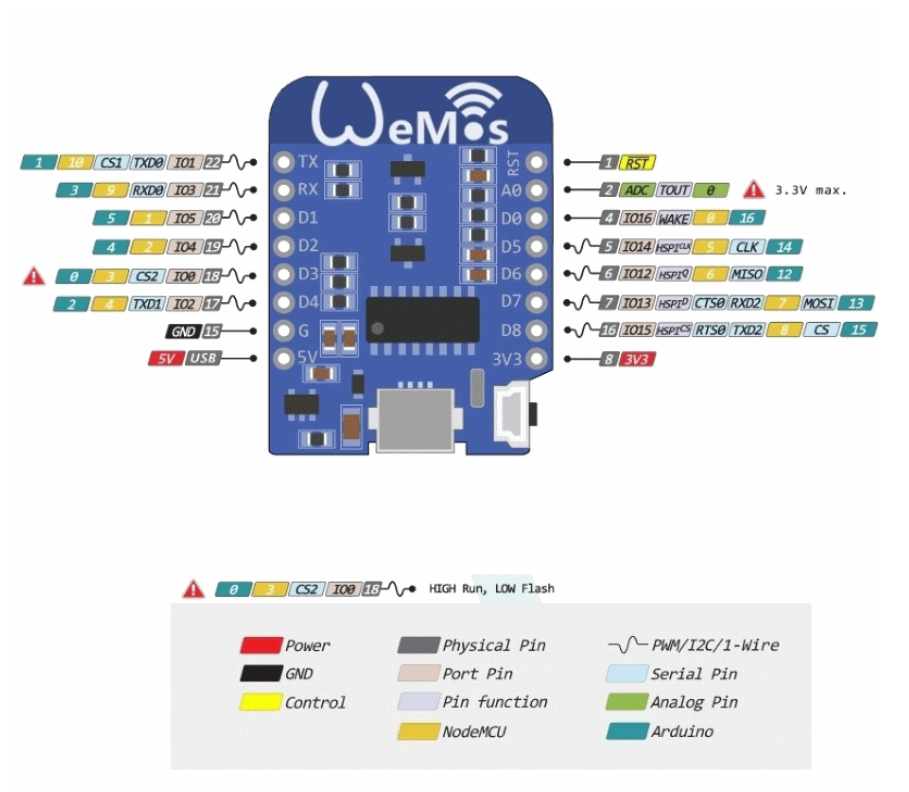 WeMos
1 10 CS1 TXD0 IO1 22 TX RST 1 RST
3 9 RXD0 IO3 21 RX A0 2 ADC TOUT 0 3.3V max.
5 1 IO5 20 D1 D0 4 IO16 WAKE 0 16
4 2 IO4 19 D2 D5 5 IO14 HSPICLK 5 CLK 14
0 3 CS2 IO0 18 D3 D6 6 IO12 HSPIQ 6 MISO 12
2 4 TXD1 IO2 17 D4 D7 7 IO13 HSPID CTS0 RXD2 7 MOSI 13
GND 15 G D8 16 IO15 HSPICS RTS0 TXD2 8 CS 15
5V USB 5V 3V3 8 3V3
0 3 CS2 IO0 18 HIGH Run, LOW Flash
Power Physical Pin PWM/I2C/1-Wire
GND Port Pin Serial Pin
Control Pin function Analog Pin
NodeMCU Arduino